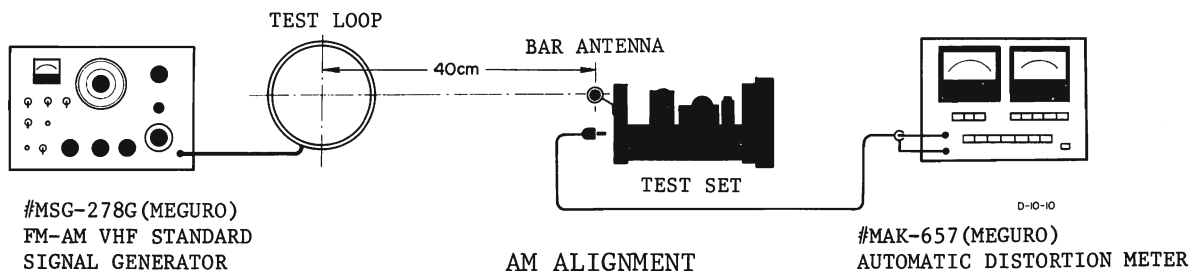 TEST LOOP
BAR ANTENNA
40cm
TEST SET
D-10-10
#MSG-278G(MEGURO)
FM-AM VHF STANDARD
SIGNAL GENERATOR
AM ALIGNMENT
#MAK-657(MEGURO)
AUTOMATIC DISTORTION METER